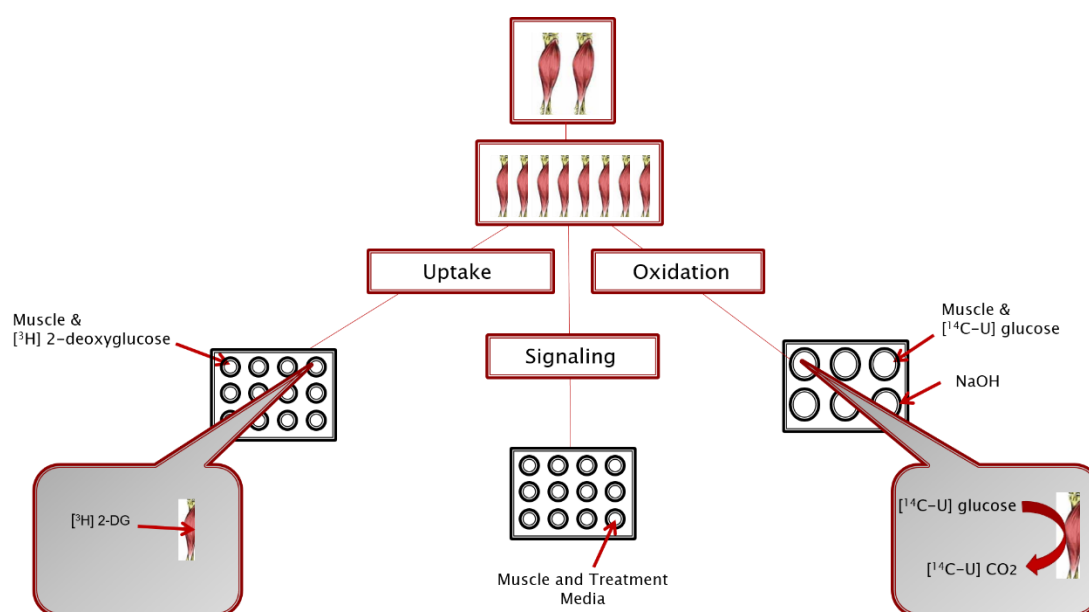 Uptake
Oxidation
Muscle &
[³H] 2-deoxyglucose
Signaling
Muscle &
[¹⁴C-U] glucose
NaOH
[³H] 2-DG
Muscle and Treatment
Media
[¹⁴C-U] glucose
[¹⁴C-U] CO2